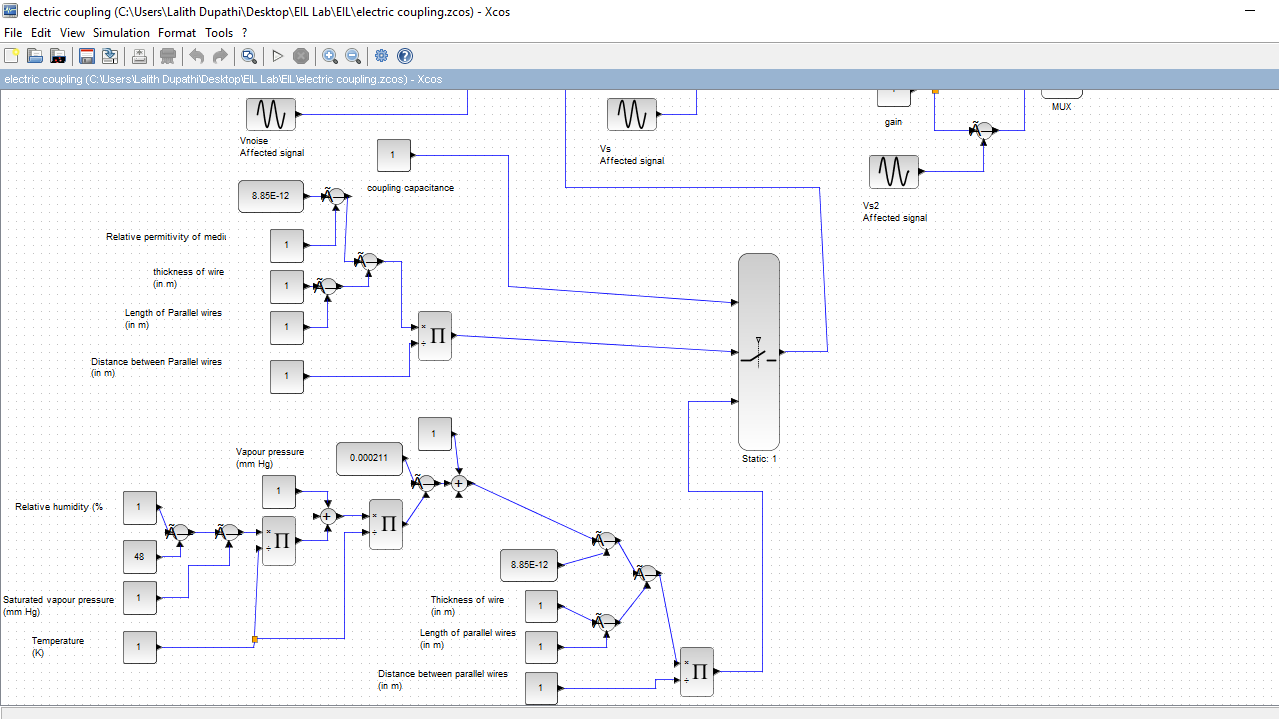 electric coupling (C:\Users\Lalith Dupathi\Desktop\EIL Lab\EIL\electric coupling.zcos) - Xcos
File Edit View Simulation Format Tools ?
electric coupling (C:\Users\Lalith Dupathi\Desktop\EIL Lab\EIL\electric coupling.zcos) - Xcos
MUX
gain
Vnoise
Affected signal
Vs
Affected signal
1
coupling capacitance
8.85E-12
Vs2
Affected signal
Relative permitivity of medi
1
thickness of wire
(in m)
1
Length of Parallel wires
(in m)
1
×
÷
Π
Distance between Parallel wires
(in m)
1
Static: 1
1
Vapour pressure
(mm Hg)
0.000211
+
1
Relative humidity (%
1
+
×
÷
Π
×
÷
Π
48
8.85E-12
Saturated vapour pressure
(mm Hg)
1
Thickness of wire
(in m)
1
Temperature
(K)
1
Length of parallel wires
(in m)
1
×
÷
Π
Distance between parallel wires
(in m)
1